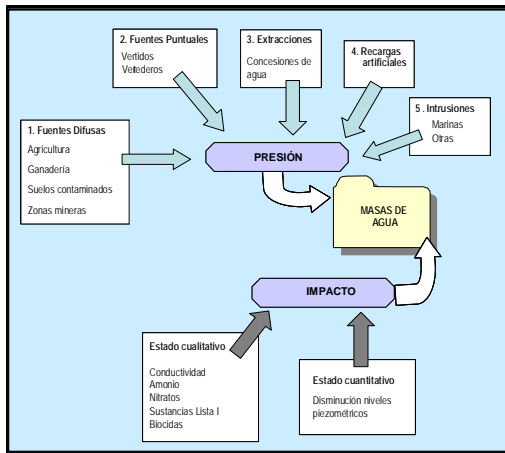 2. Fuentes Puntuales
Vertidos
Vertederos
3. Extracciones
Concesiones de
agua
4. Recargas
artificiales
5. Intrusiones
Marinas
Otras
1. Fuentes Difusas
Agricultura
Ganadería
Suelos contaminados
Zonas mineras
PRESIÓN
MASAS DE
AGUA
IMPACTO
Estado cualitativo
Conductividad
Amonio
Nitratos
Sustancias Lista I
Biocidas
Estado cuantitativo
Disminución niveles
piezométricos